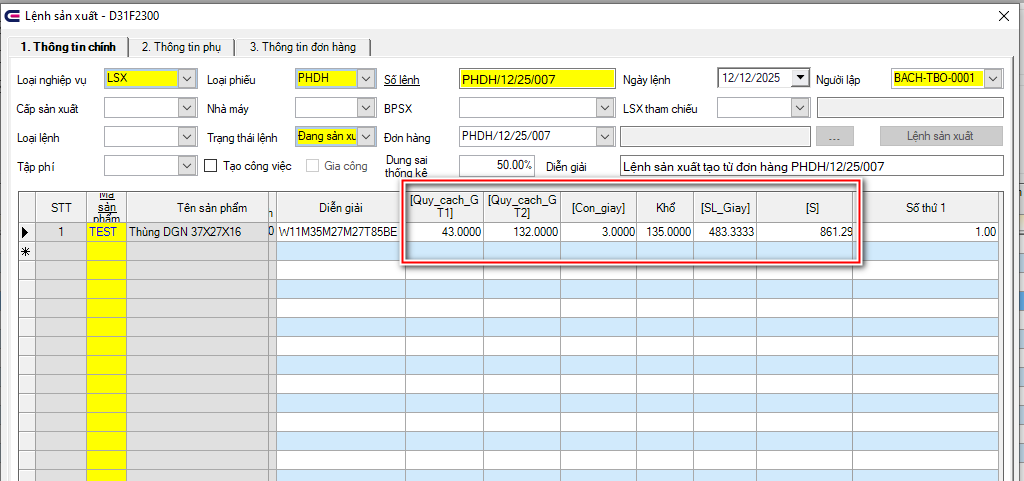 Lệnh sản xuất - D31F2300
1. Thông tin chính
2. Thông tin phụ
3. Thông tin đơn hàng
Loại nghiệp vụ LSX Loại phiếu PHDH Số lệnh PHDH/12/25/007 Ngày lệnh 12/12/2025 Người lập BACH-TBO-0001
Cấp sản xuất Nhà máy BPSX LSX tham chiếu
Loại lệnh Trạng thái lệnh Đang sản xu Đơn hàng PHDH/12/25/007 ... Lệnh sản xuất
Tập phí Tạo công việc Gia công Dung sai thống kê 50.00% Diễn giải Lệnh sản xuất tạo từ đơn hàng PHDH/12/25/007
STT Mã sản phẩm Tên sản phẩm Diễn giải [Quy_cach_GT1] [Quy_cach_GT2] [Con_giay] Khổ [SL_Giay] [S] Số thứ 1
1 TEST Thùng DGN 37X27X16 W11M35M27M27T85BE 43.0000 132.0000 3.0000 135.0000 483.3333 861.29 1.00